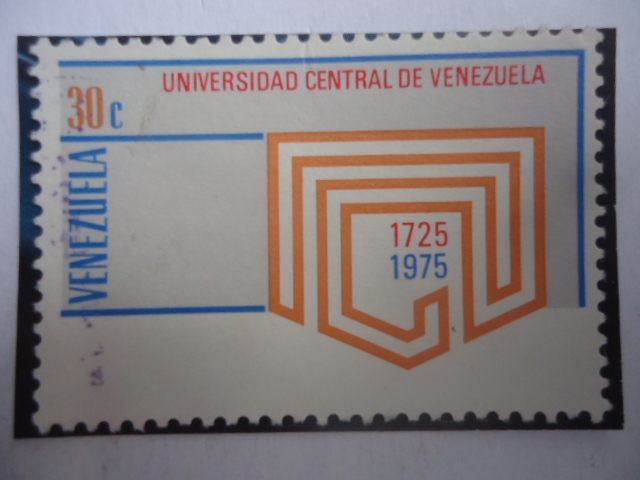 UNIVERSIDAD CENTRAL DE VENEZUELA
30c
VENEZUELA
1725
1975